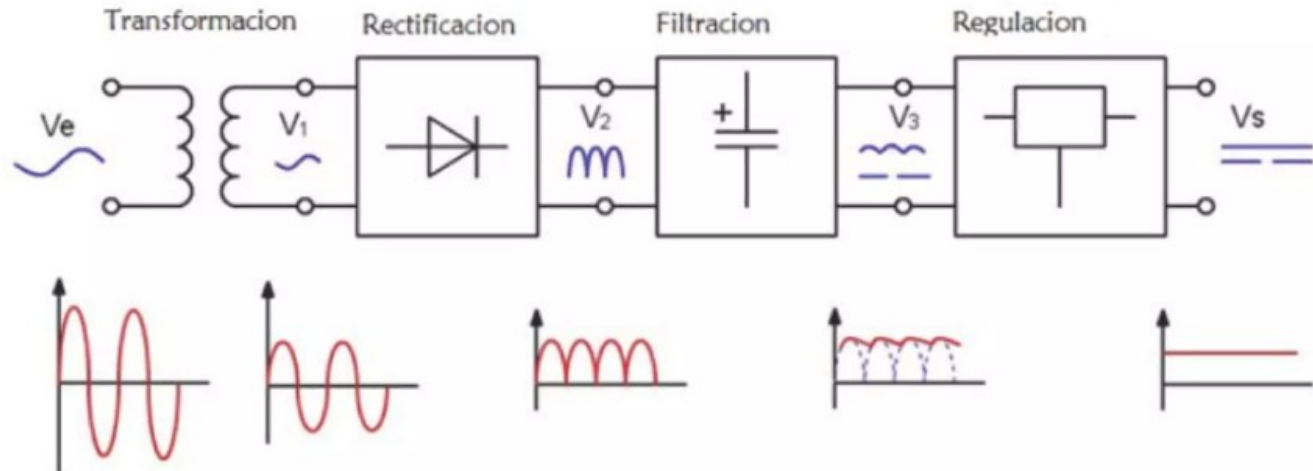 Transformacion
Rectificacion
Filtracion
Regulacion
Ve
V1
V2
+
V3
Vs